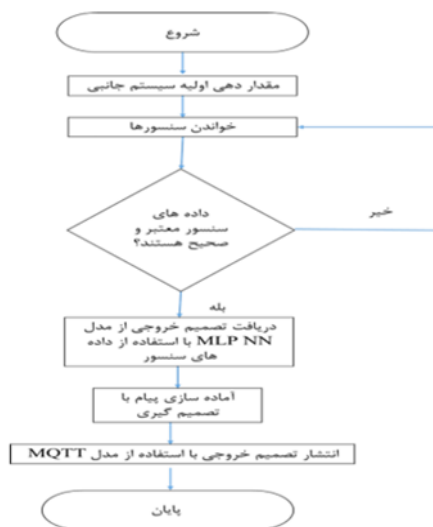 شروع
مقدار دهی اولیه سیستم جانبی
خواندن سنسورها
داده های
سنسور معتبر و
صحیح هستند؟
خیر
بله
دریافت تصمیم خروجی از مدل
MLP NN با استفاده از داده
های سنسور
آماده سازی پیام با
تصمیم گیری
انتشار تصمیم خروجی با استفاده از مدل MQTT
پایان